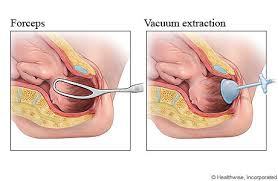 Forceps
Vacuum extraction
© Healthwise, Incorporated